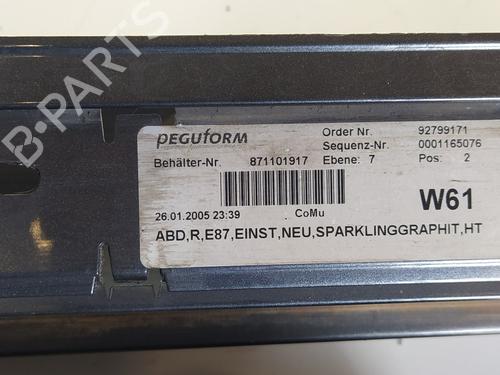 peguform
Order Nr. 92799171
Sequenz-Nr. 0001165076
Behälter-Nr. 871101917 Ebene: 7 Pos: 2
26.01.2005 23:39 CoMu W61
ABD,R,E87,EINST,NEU,SPARKLINGGRAPHIT,HT
B-PARTS